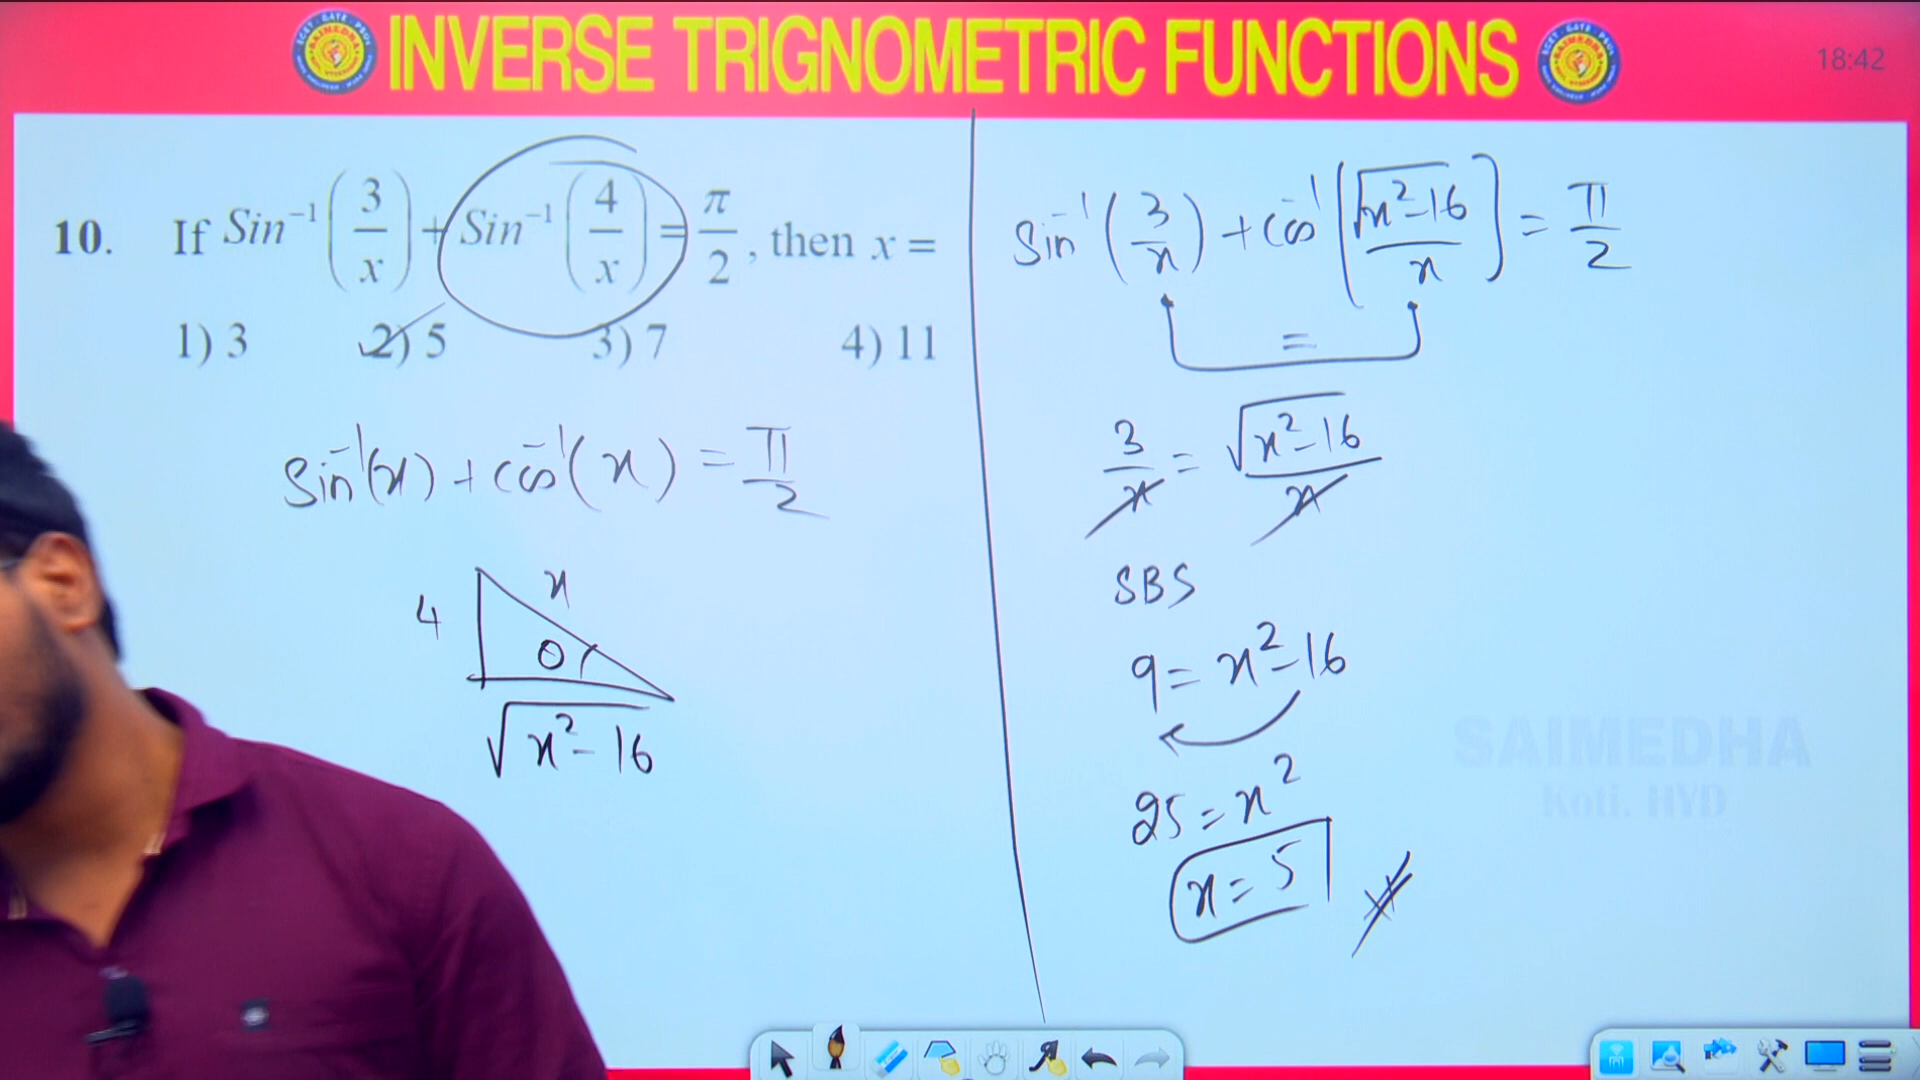 INVERSE TRIGNOMETRIC FUNCTIONS
18:42
10. If Sin⁻¹(3/x) + Sin⁻¹(4/x) = π/2, then x =
1) 3 2) 5 3) 7 4) 11
Sin⁻¹(x) + cos⁻¹(x) = π/2
4 x
θ
√x²-16
Sin⁻¹(3/x) + cos⁻¹[√x²-16/x] = π/2
=
3/x = √x²-16/x
SBS
9 = x²-16
25 = x²
x = 5
SAIMEDHA
Koti, HYD